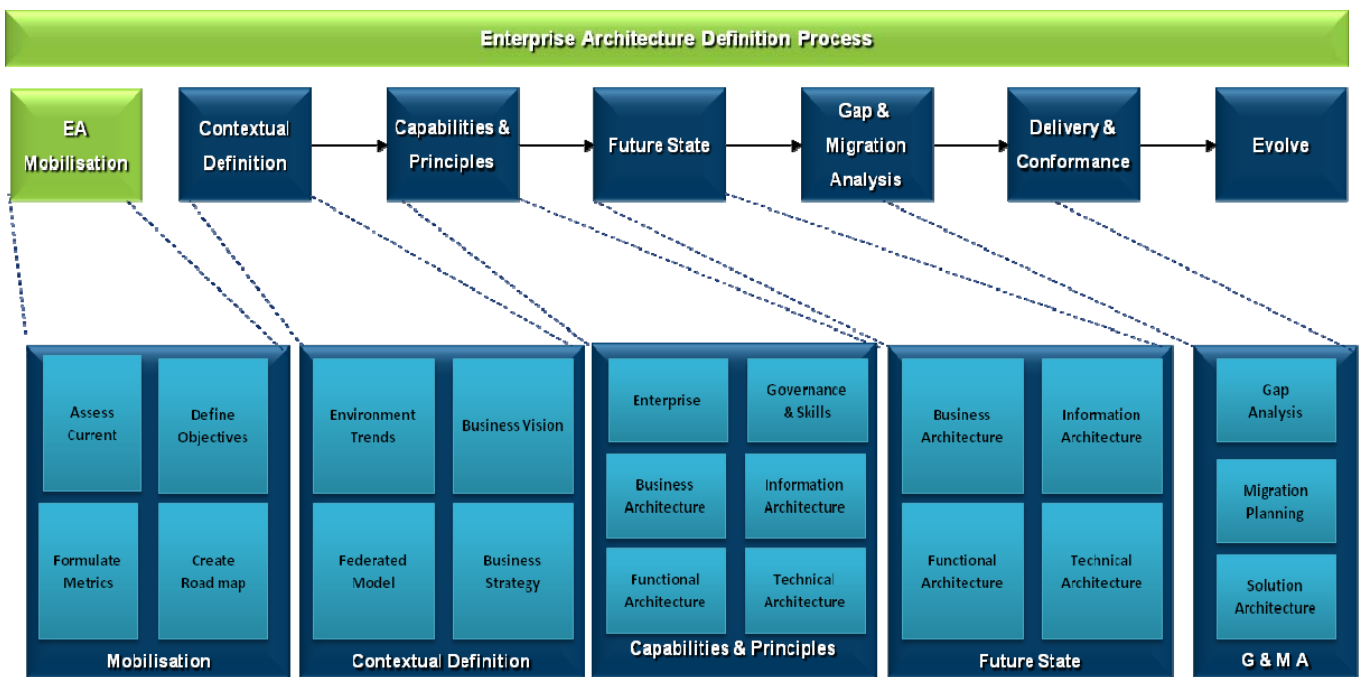 Enterprise Architecture Definition Process
EA
Mobilisation
Contextual
Definition
Capabilities &
Principles
Future State
Gap &
Migration
Analysis
Delivery &
Conformance
Evolve
Assess
Current
Define
Objectives
Formulate
Metrics
Create
Road map
Mobilisation
Environment
Trends
Business Vision
Federated
Model
Business
Strategy
Contextual Definition
Enterprise
Governance
& Skills
Business
Architecture
Information
Architecture
Functional
Architecture
Technical
Architecture
Capabilities & Principles
Business
Architecture
Information
Architecture
Functional
Architecture
Technical
Architecture
Future State
Gap
Analysis
Migration
Planning
Solution
Architecture
G & M A